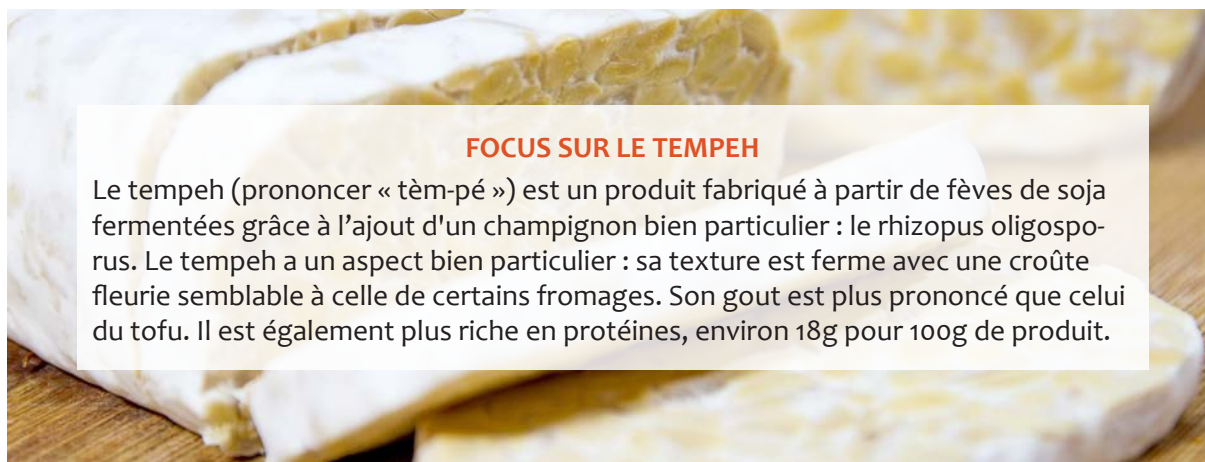 FOCUS SUR LE TEMPEH
Le tempeh (prononcer « tèm-pé ») est un produit fabriqué à partir de fèves de soja
fermentées grâce à l’ajout d'un champignon bien particulier : le rhizopus oligospo-
rus. Le tempeh a un aspect bien particulier : sa texture est ferme avec une croûte
fleurie semblable à celle de certains fromages. Son gout est plus prononcé que celui
du tofu. Il est également plus riche en protéines, environ 18g pour 100g de produit.